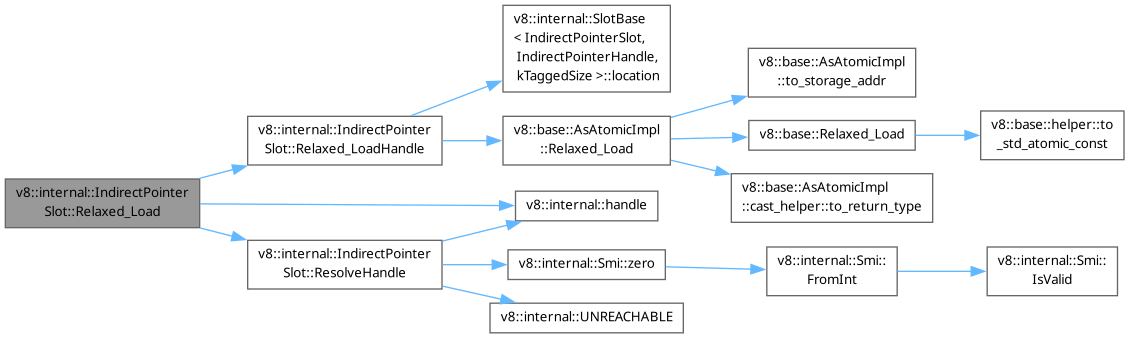 v8::internal::IndirectPointer
Slot::Relaxed_Load
v8::internal::IndirectPointer
Slot::Relaxed_LoadHandle
v8::internal::SlotBase
< IndirectPointerSlot,
IndirectPointerHandle,
kTaggedSize >::location
v8::base::AsAtomicImpl
::Relaxed_Load
v8::base::AsAtomicImpl
::to_storage_addr
v8::base::Relaxed_Load
v8::base::helper::to
_std_atomic_const
v8::base::AsAtomicImpl
::cast_helper::to_return_type
v8::internal::handle
v8::internal::IndirectPointer
Slot::ResolveHandle
v8::internal::Smi::zero
v8::internal::Smi::
FromInt
v8::internal::Smi::
IsValid
v8::internal::UNREACHABLE